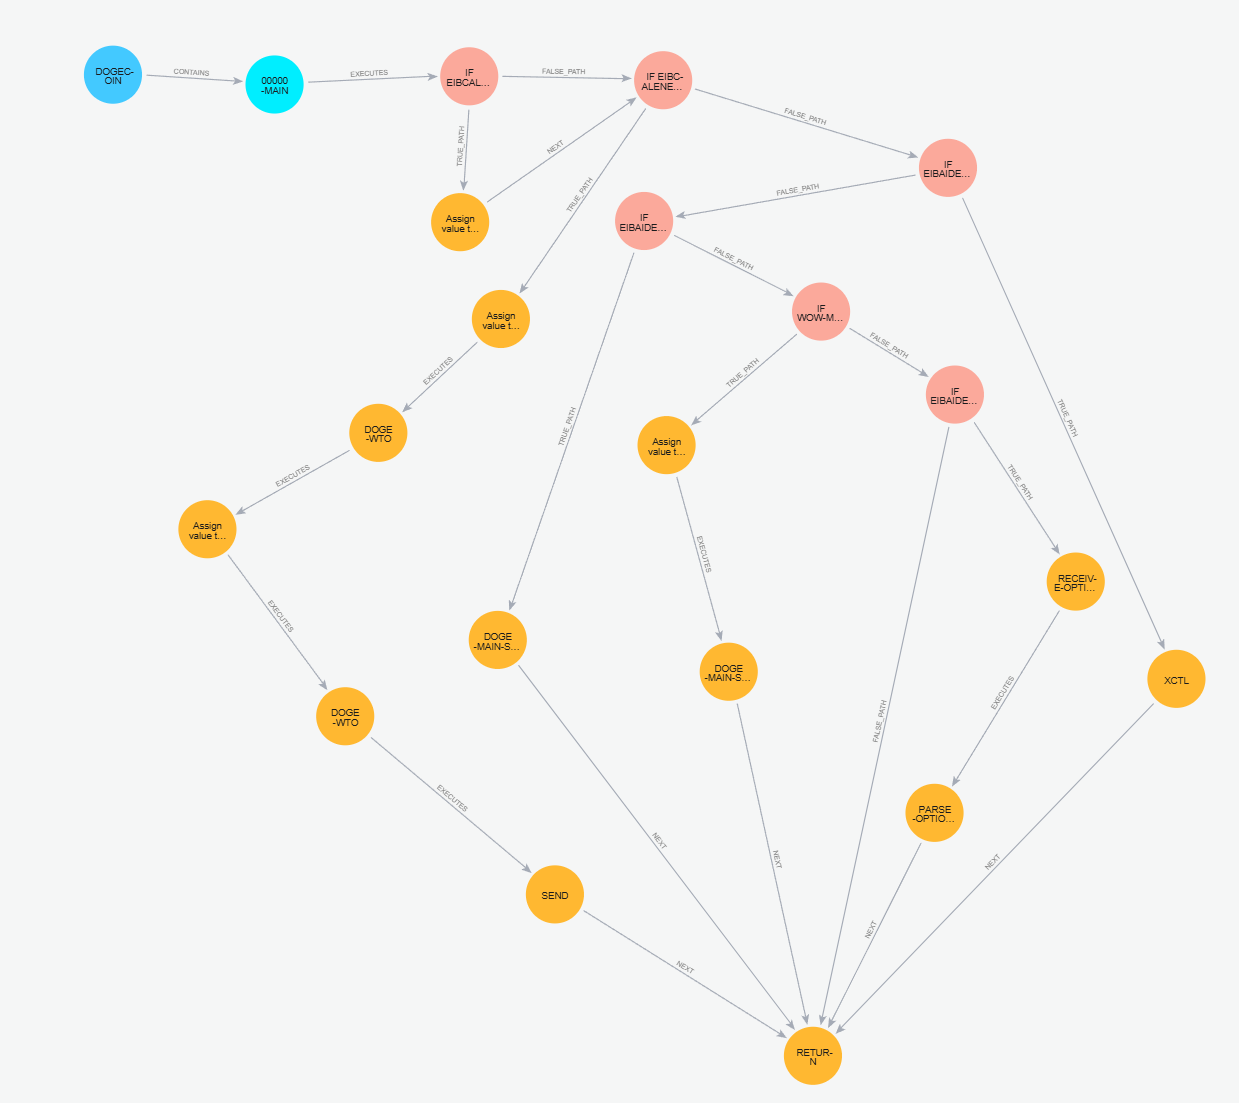 DOGEC-
OIN
CONTAINS
00000
-MAIN
EXECUTES
IF
EIBCAL...
FALSE_PATH
IF EIBC-
ALENE...
TRUE_PATH
NEXT
FALSE_PATH
IF
EIBAIDE...
Assign
value t...
TRUE_PATH
FALSE_PATH
IF
EIBAIDE...
FALSE_PATH
Assign
value t...
IF
WOW-M...
EXECUTES
TRUE_PATH
FALSE_PATH
IF
EIBAIDE...
TRUE_PATH
TRUE_PATH
DOGE
-WTO
Assign
value t...
EXECUTES
TRUE_PATH
Assign
value t...
EXECUTES
RECEIV-
E-OPTI...
EXECUTES
DOGE
-MAIN-S...
DOGE
-MAIN-S...
XCTL
EXECUTES
DOGE
-WTO
FALSE_PATH
EXECUTES
PARSE
-OPTIO...
NEXT
NEXT
NEXT
SEND
NEXT
NEXT
RETUR-
N